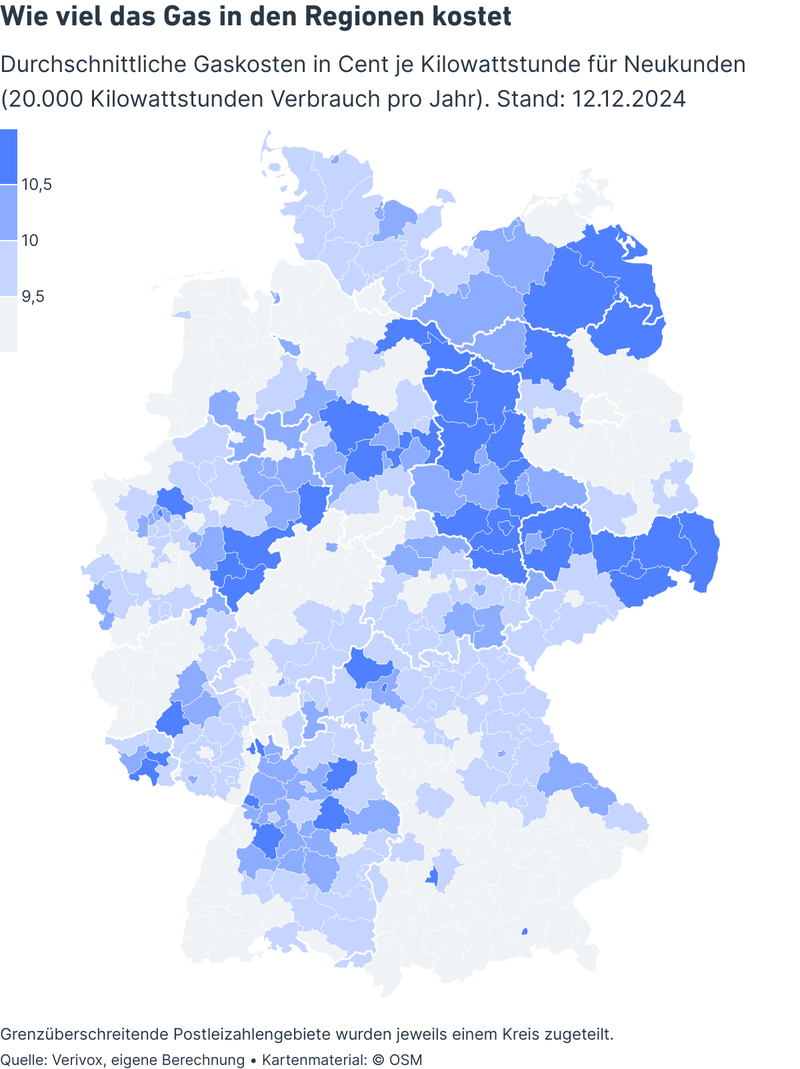 Wie viel das Gas in den Regionen kostet
Durchschnittliche Gaskosten in Cent je Kilowattstunde für Neukunden
(20.000 Kilowattstunden Verbrauch pro Jahr). Stand: 12.12.2024
10,5
10
9,5
Grenzüberschreitende Postleizahlengebiete wurden jeweils einem Kreis zugeteilt.
Quelle: Verivox, eigene Berechnung • Kartenmaterial: © OSM